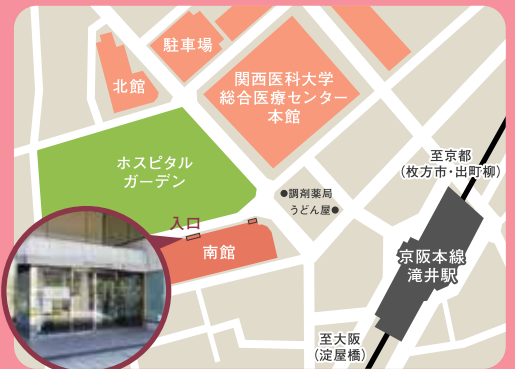 駐車場
北館
関西医科大学
総合医療センター
本館
ホスピタル
ガーデン
至京都
(枚方市・出町柳)
●調剤薬局
うどん屋●
入口
南館
京阪本線
滝井駅
至大阪
(淀屋橋)